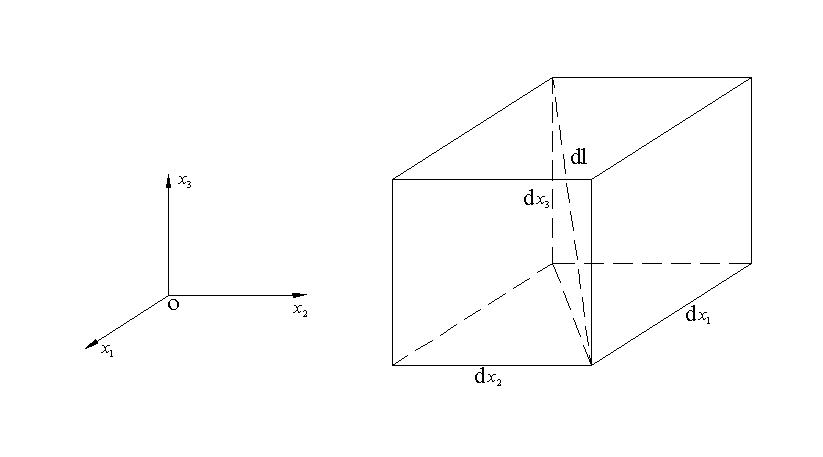 x₃
O
x₂
x₁
dl
dx₃
dx₁
dx₂